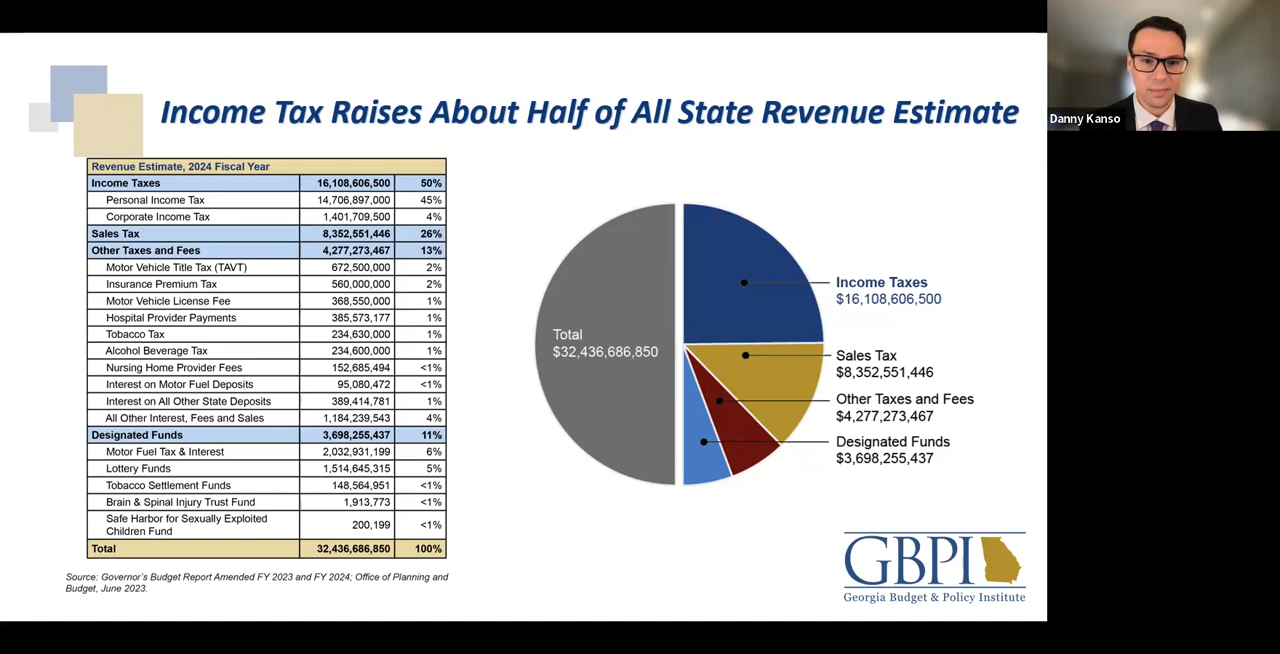 Income Tax Raises About Half of All State Revenue Estimate
Revenue Estimate, 2024 Fiscal Year
Income Taxes 16,108,606,500 50%
Personal Income Tax 14,706,897,000 45%
Corporate Income Tax 1,401,709,500 4%
Sales Tax 8,352,551,446 26%
Other Taxes and Fees 4,277,273,467 13%
Motor Vehicle Title Tax (TAVT) 672,500,000 2%
Insurance Premium Tax 560,000,000 2%
Motor Vehicle License Fee 368,550,000 1%
Hospital Provider Payments 385,573,177 1%
Tobacco Tax 234,630,000 1%
Alcohol Beverage Tax 234,600,000 1%
Nursing Home Provider Fees 152,685,494 <1%
Interest on Motor Fuel Deposits 95,080,472 <1%
Interest on All Other State Deposits 389,414,781 1%
All Other Interest, Fees and Sales 1,184,239,543 4%
Designated Funds 3,698,255,437 11%
Motor Fuel Tax & Interest 2,032,931,199 6%
Lottery Funds 1,514,645,315 5%
Tobacco Settlement Funds 148,564,951 <1%
Brain & Spinal Injury Trust Fund 1,913,773 <1%
Safe Harbor for Sexually Exploited
Children Fund 200,199 <1%
Total 32,436,686,850 100%
Source: Governor's Budget Report Amended FY 2023 and FY 2024; Office of Planning and
Budget, June 2023.
Total
$32,436,686,850
Income Taxes
$16,108,606,500
Sales Tax
$8,352,551,446
Other Taxes and Fees
$4,277,273,467
Designated Funds
$3,698,255,437
GBPI
Georgia Budget & Policy Institute
Danny Kanso